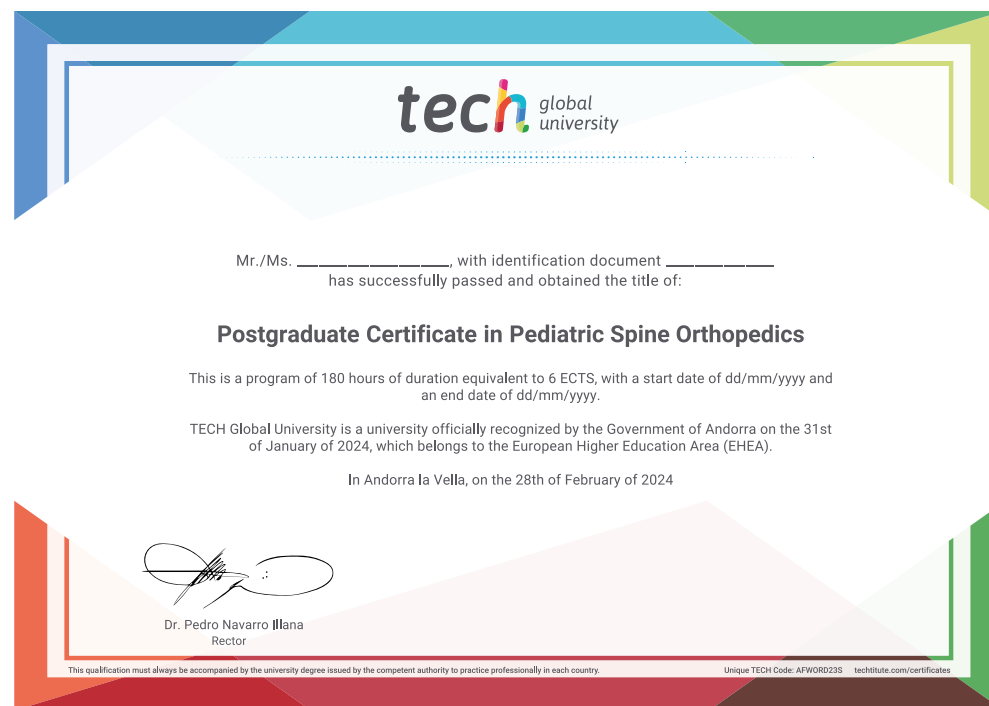 tech global
university
Mr./Ms. ____________________, with identification document ______________
has successfully passed and obtained the title of:
Postgraduate Certificate in Pediatric Spine Orthopedics
This is a program of 180 hours of duration equivalent to 6 ECTS, with a start date of dd/mm/yyyy and
an end date of dd/mm/yyyy.
TECH Global University is a university officially recognized by the Government of Andorra on the 31st
of January of 2024, which belongs to the European Higher Education Area (EHEA).
In Andorra la Vella, on the 28th of February of 2024
Dr. Pedro Navarro Illana
Rector
This qualification must always be accompanied by the university degree issued by the competent authority to practice professionally in each country.
Unique TECH Code: AFWORD23S techtitute.com/certificates